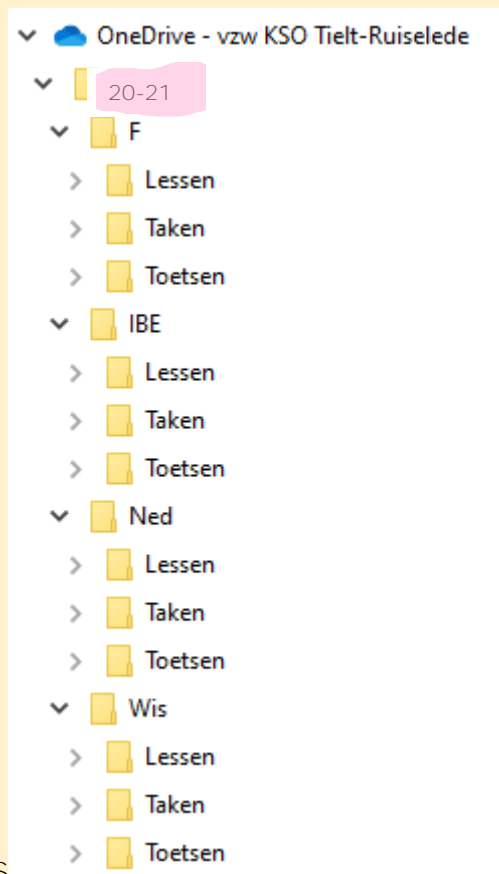 OneDrive - vzw KSO Tielt-Ruiselede
20-21
F
Lessen
Taken
Toetsen
IBE
Lessen
Taken
Toetsen
Ned
Lessen
Taken
Toetsen
Wis
Lessen
Taken
Toetsen